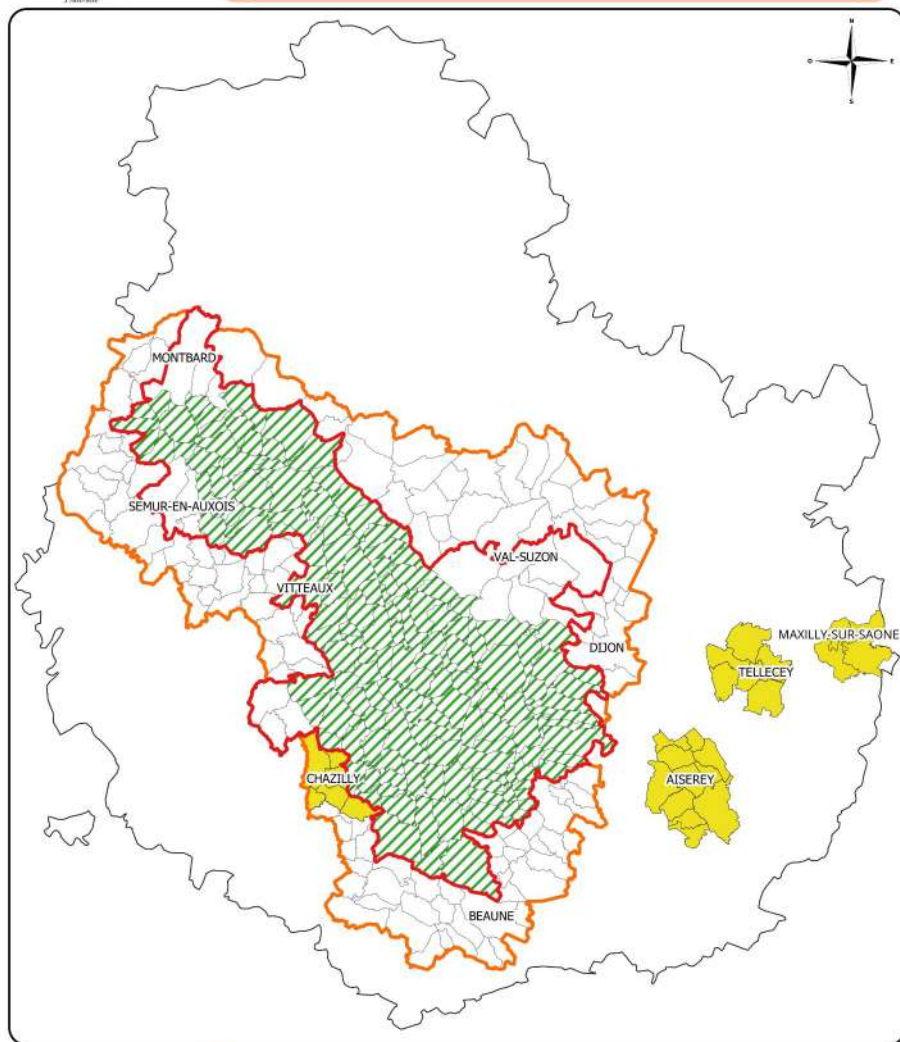 N
O E
S
MONTBARD
SEMUR-EN-AUXOIS
VAL-SUZON
VITTEAUX
MAXILLY-SUR-SAONE
DIJON
TELLECEY
CHAZILLY
AISEREY
BEAUNE